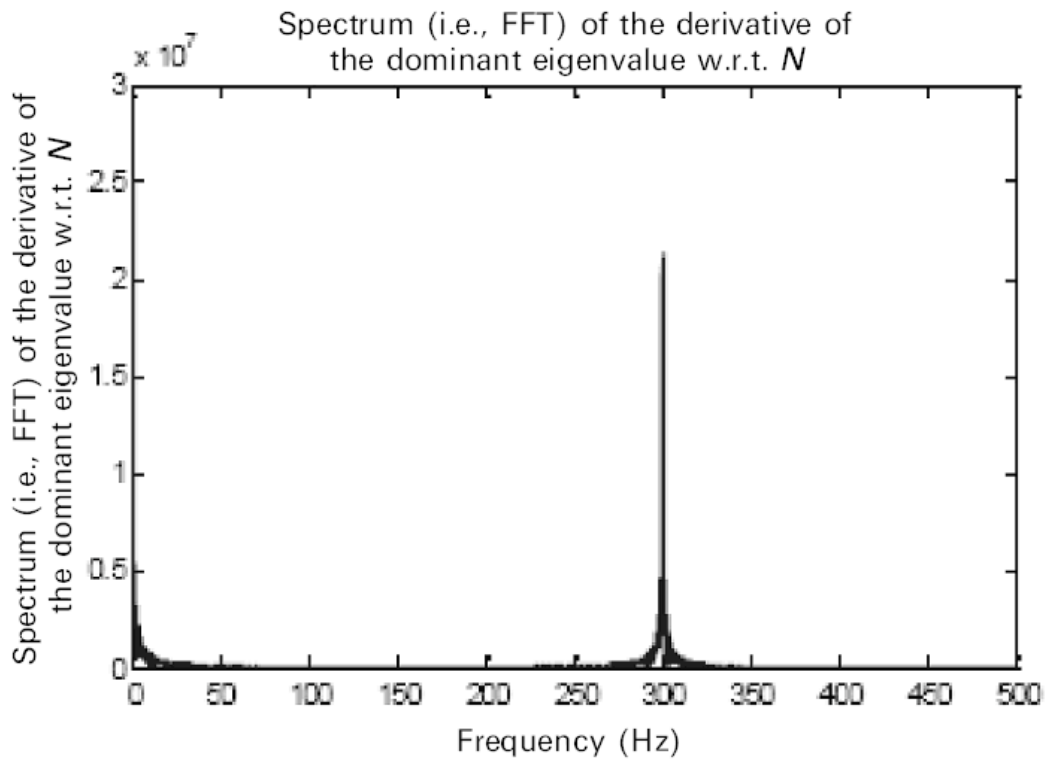 Spectrum (i.e., FFT) of the derivative of
the dominant eigenvalue w.r.t. N
x 10^7
Spectrum (i.e., FFT) of the derivative of
the dominant eigenvalue w.r.t. N
3
2.5
2
1.5
1
0.5
0
0 50 100 150 200 250 300 350 400 450 500
Frequency (Hz)